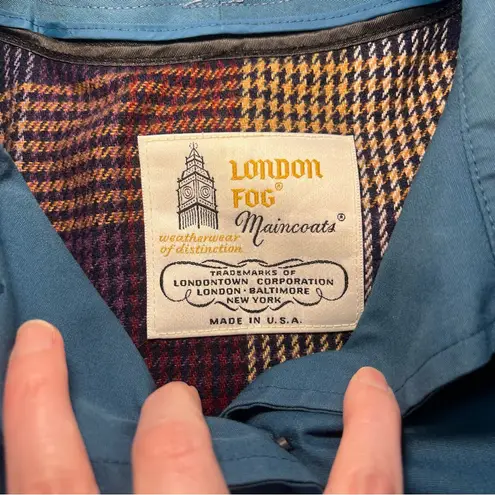 LONDON
FOG®
Maincoats®
weatherwear
of distinction
TRADEMARKS OF
LONDONTOWN CORPORATION
LONDON · BALTIMORE
NEW YORK
MADE IN U.S.A.